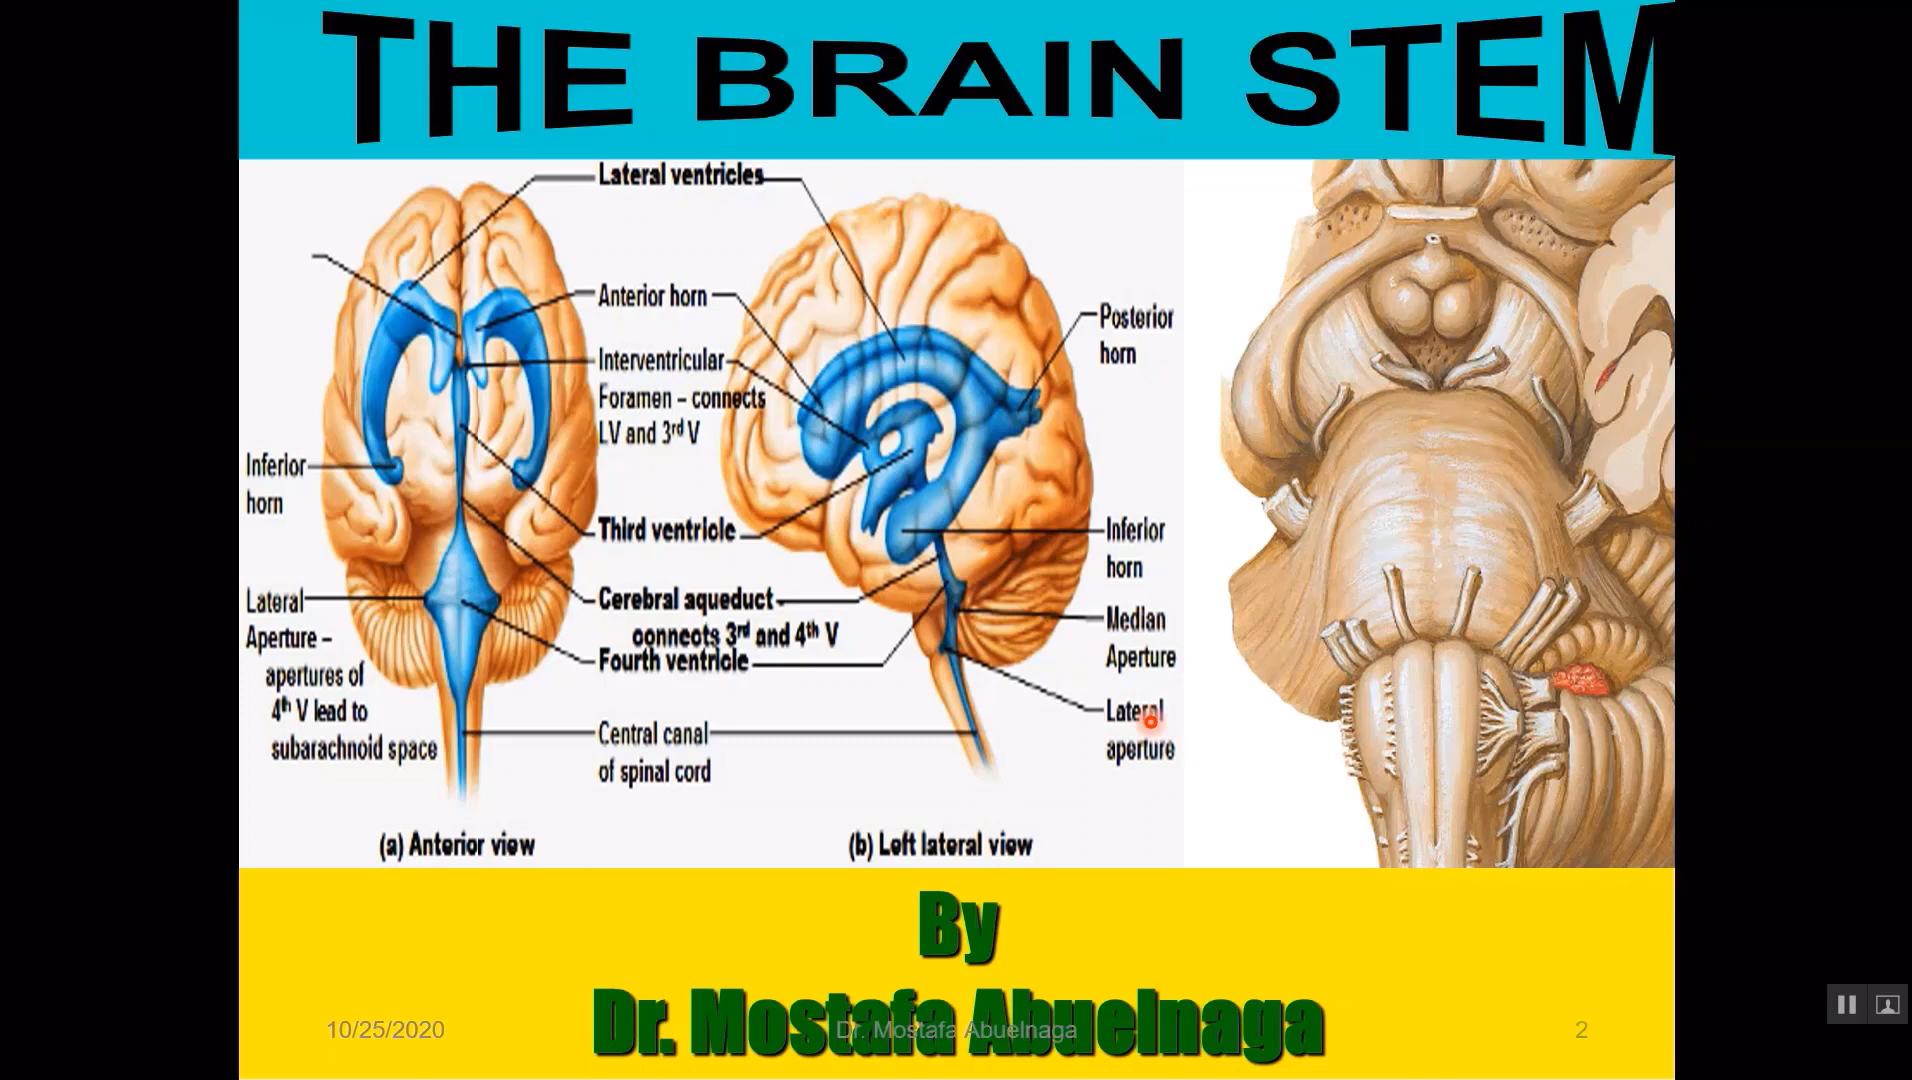 THE BRAIN STEM
Lateral ventricles
Anterior horn
Interventricular
Foramen – connects
LV and 3rd V
Posterior
horn
Inferior
horn
Third ventricle
Inferior
horn
Lateral
Aperture –
apertures of
4th V lead to
subarachnoid space
Cerebral aqueduct
connects 3rd and 4th V
Fourth ventricle
Median
Aperture
Lateral
aperture
Central canal
of spinal cord
(a) Anterior view
(b) Left lateral view
By
Dr. Mostafa Abuelnaga
10/25/2020
Dr. Mostafa Abuelnaga
2